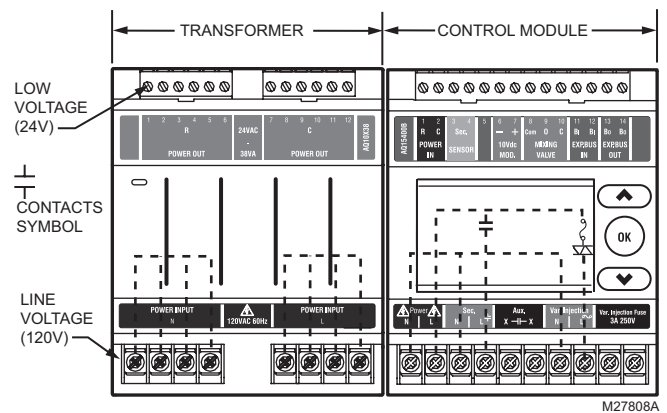 TRANSFORMER
CONTROL MODULE
LOW
VOLTAGE
(24V)
CONTACTS
SYMBOL
LINE
VOLTAGE
(120V)
1 2 3 4 5 6
R
POWER OUT
24VAC
-
38VA
7 8 9 10 11 12
C
POWER OUT
AQ10X38
POWER INPUT
N
120VAC 60Hz
POWER INPUT
L
AQ15400B
1 2 3 4 5 6 7 8 9 10 11 12 13 14
R C
POWER
IN
Sec,
SENSOR
- +
10Vdc
MOD.
Com O C
MIXING
VALVE
BI BI
EXP.BUS
IN
Bo Bo
EXP.BUS
OUT
OK
Power
N L
Sec,
N L
Aux,
X X
Var. Injection
N
Var. Injection Fuse
3A 250V
M27808A